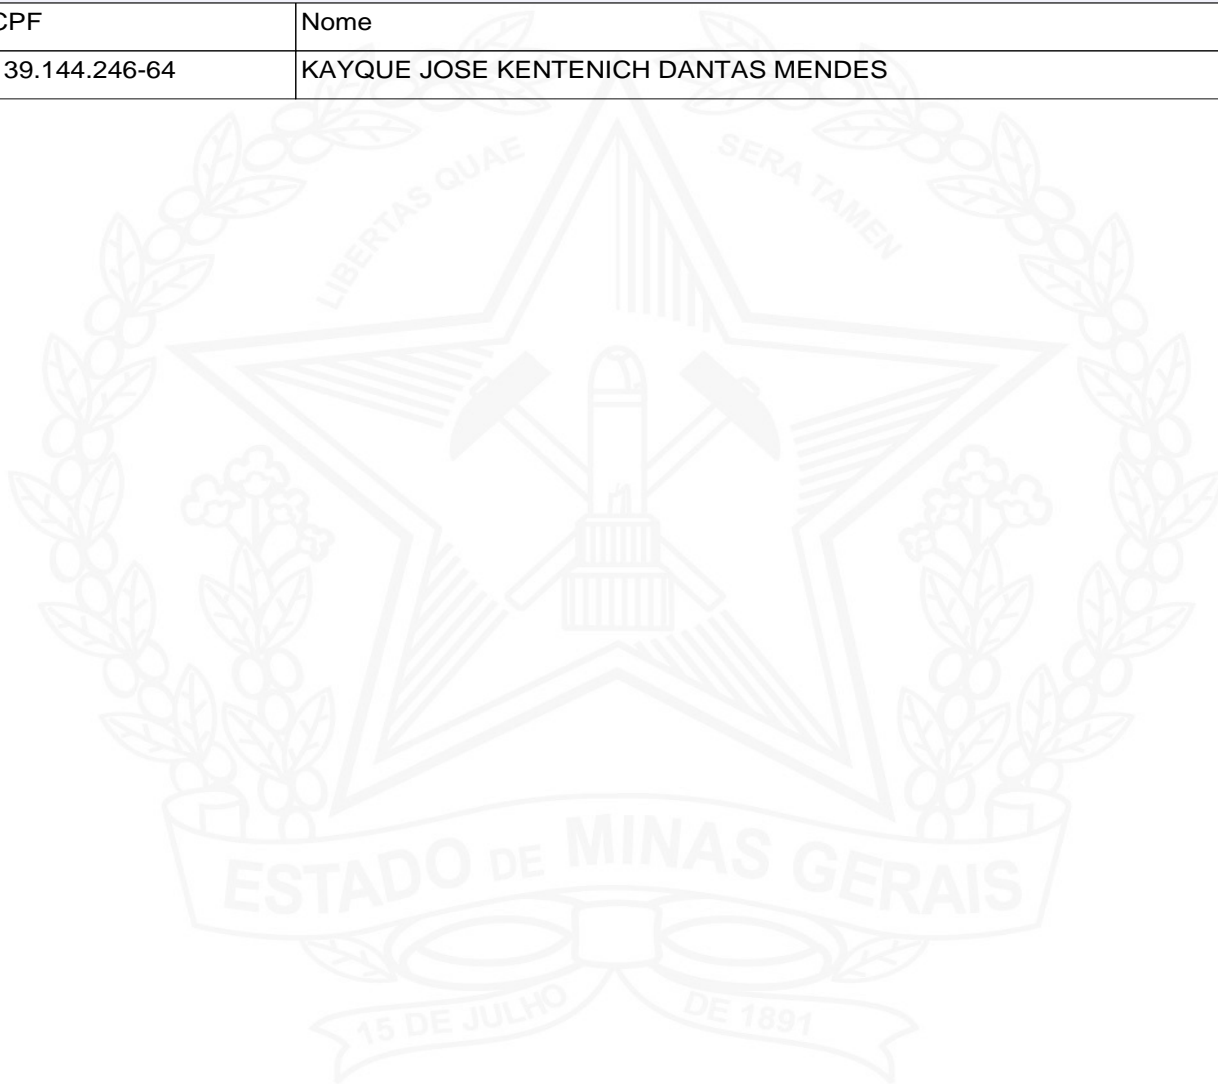 CPF Nome
39.144.246-64 KAYQUE JOSE KENTENICH DANTAS MENDES
LIBERTAS QUAE SERA TAMEN
ESTADO DE MINAS GERAIS
15 DE JULHO DE 1891